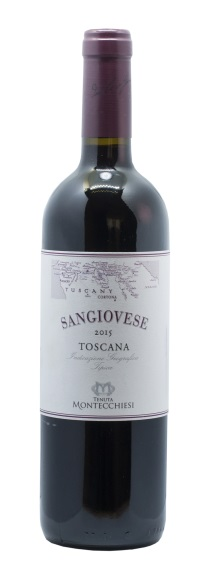 TUSCANY
SANGIOVESE
2015
TOSCANA
Indicazione Geografica
Tipica
TENUTA
MONTECCHIESI